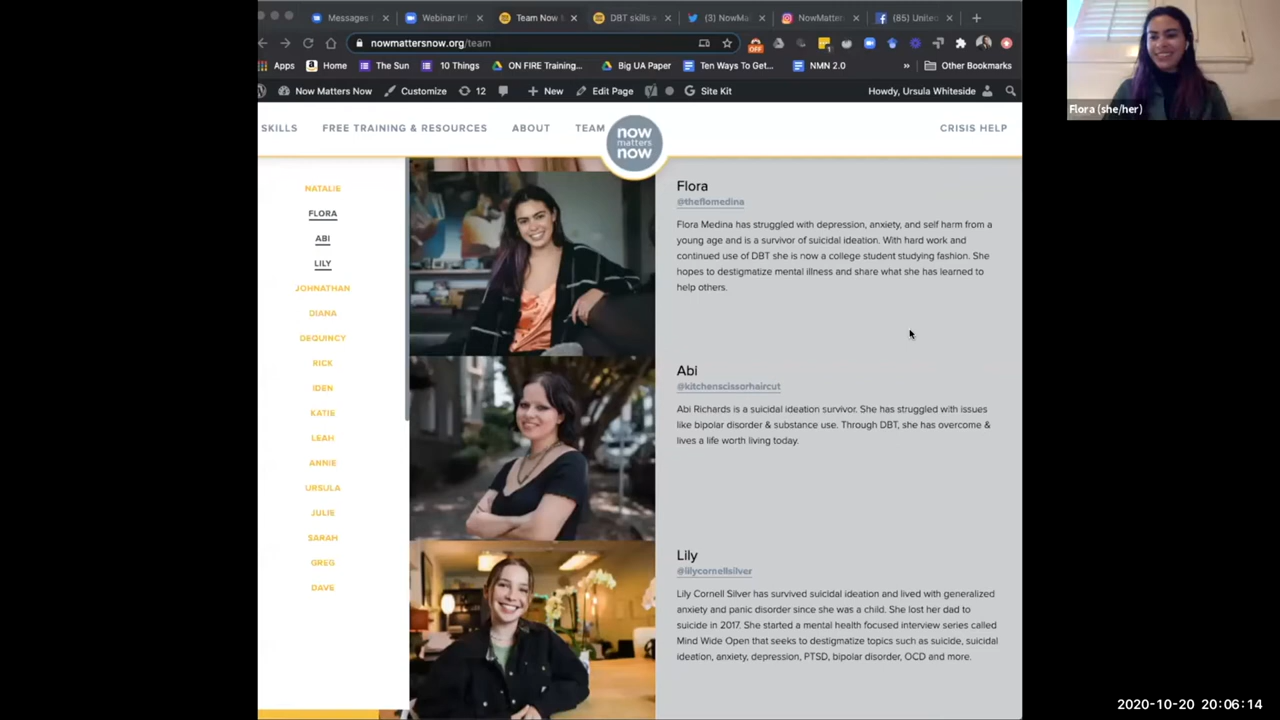 Messages
Webinar In
Team Now
DBT skills
(3) NowMa
NowMatter
(85) United
nowmattersnow.org/team
OFF
Apps
Home
The Sun
10 Things
ON FIRE Training...
Big UA Paper
Ten Ways To Get...
NMN 2.0
»
Other Bookmarks
Now Matters Now
Customize
12
New
Edit Page
Site Kit
Howdy, Ursula Whiteside
SKILLS
FREE TRAINING & RESOURCES
ABOUT
TEAM
now
matters
now
CRISIS HELP
NATALIE
FLORA
ABI
LILY
JOHNATHAN
DIANA
DEQUINCY
RICK
IDEN
KATIE
LEAH
ANNIE
URSULA
JULIE
SARAH
GREG
DAVE
Flora
@theflomedina
Flora Medina has struggled with depression, anxiety, and self harm from a
young age and is a survivor of suicidal ideation. With hard work and
continued use of DBT she is now a college student studying fashion. She
hopes to destigmatize mental illness and share what she has learned to
help others.
Abi
@kitchenscissorhaircut
Abi Richards is a suicidal ideation survivor. She has struggled with issues
like bipolar disorder & substance use. Through DBT, she has overcome &
lives a life worth living today.
Lily
@lilycornellsilver
Lily Cornell Silver has survived suicidal ideation and lived with generalized
anxiety and panic disorder since she was a child. She lost her dad to
suicide in 2017. She started a mental health focused interview series called
Mind Wide Open that seeks to destigmatize topics such as suicide, suicidal
ideation, anxiety, depression, PTSD, bipolar disorder, OCD and more.
Flora (she/her)
2020-10-20 20:06:14